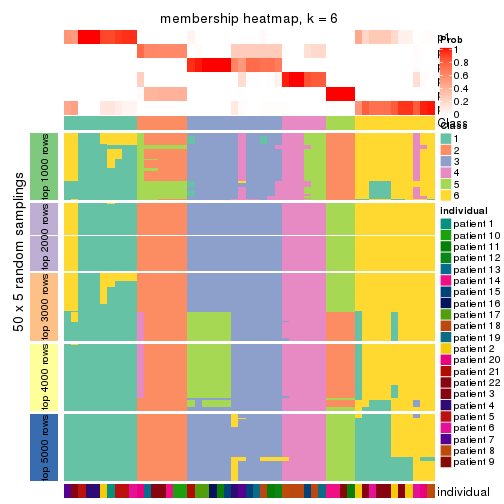 membership heatmap, k = 6
Prob
1
0.8
0.6
0.4
0.2
0
Class
Class
1
2
3
4
5
6
individual
patient 1
patient 10
patient 11
patient 12
patient 13
patient 14
patient 15
patient 16
patient 17
patient 18
patient 19
patient 2
patient 20
patient 21
patient 22
patient 3
patient 4
patient 5
patient 6
patient 7
patient 8
patient 9
50 x 5 random samplings
top 1000 rows
top 2000 rows
top 3000 rows
top 4000 rows
top 5000 rows
individual